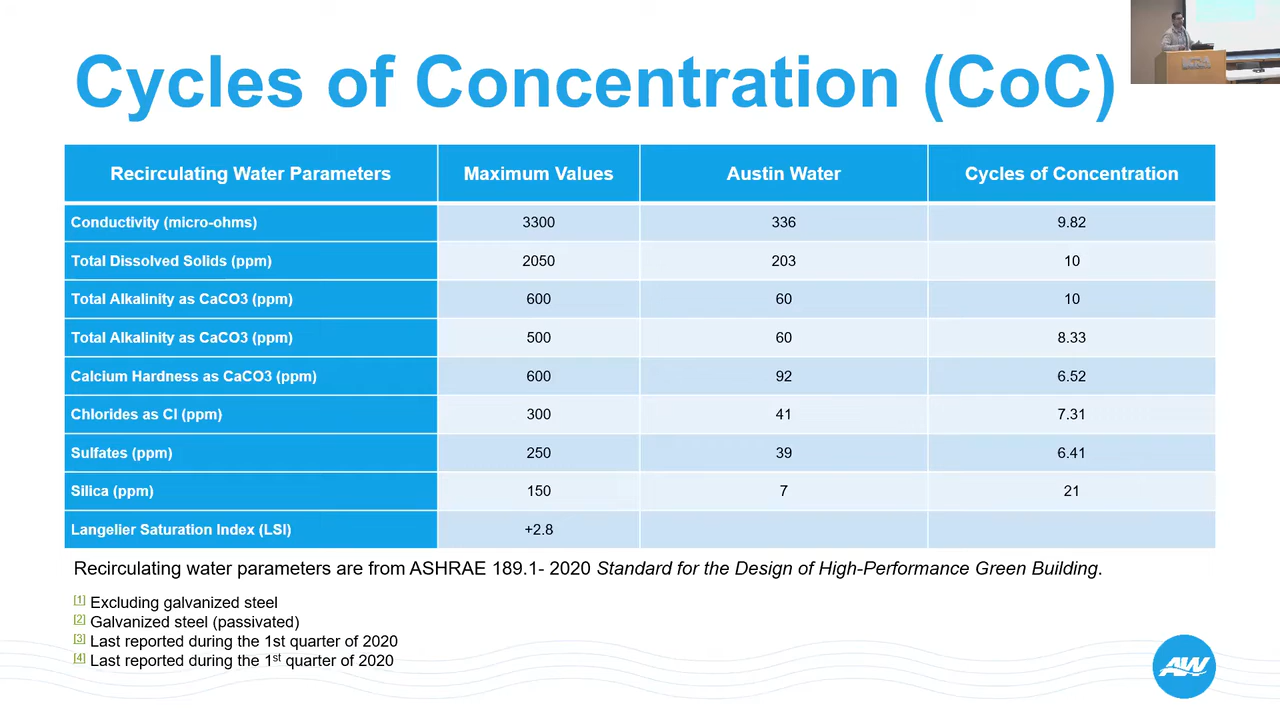 Cycles of Concentration (CoC)
Recirculating Water Parameters Maximum Values Austin Water Cycles of Concentration
Conductivity (micro-ohms) 3300 336 9.82
Total Dissolved Solids (ppm) 2050 203 10
Total Alkalinity as CaCO3 (ppm) 600 60 10
Total Alkalinity as CaCO3 (ppm) 500 60 8.33
Calcium Hardness as CaCO3 (ppm) 600 92 6.52
Chlorides as Cl (ppm) 300 41 7.31
Sulfates (ppm) 250 39 6.41
Silica (ppm) 150 7 21
Langelier Saturation Index (LSI) +2.8
Recirculating water parameters are from ASHRAE 189.1- 2020 Standard for the Design of High-Performance Green Building.
[1] Excluding galvanized steel
[2] Galvanized steel (passivated)
[3] Last reported during the 1st quarter of 2020
[4] Last reported during the 1st quarter of 2020
AW